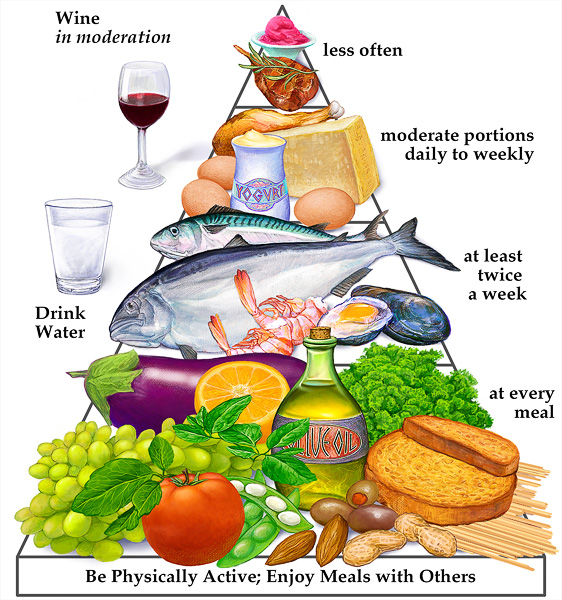 Wine
in moderation
less often
moderate portions
daily to weekly
YOGURT
at least
twice
a week
Drink
Water
at every
meal
OLIVE OIL
Be Physically Active; Enjoy Meals with Others